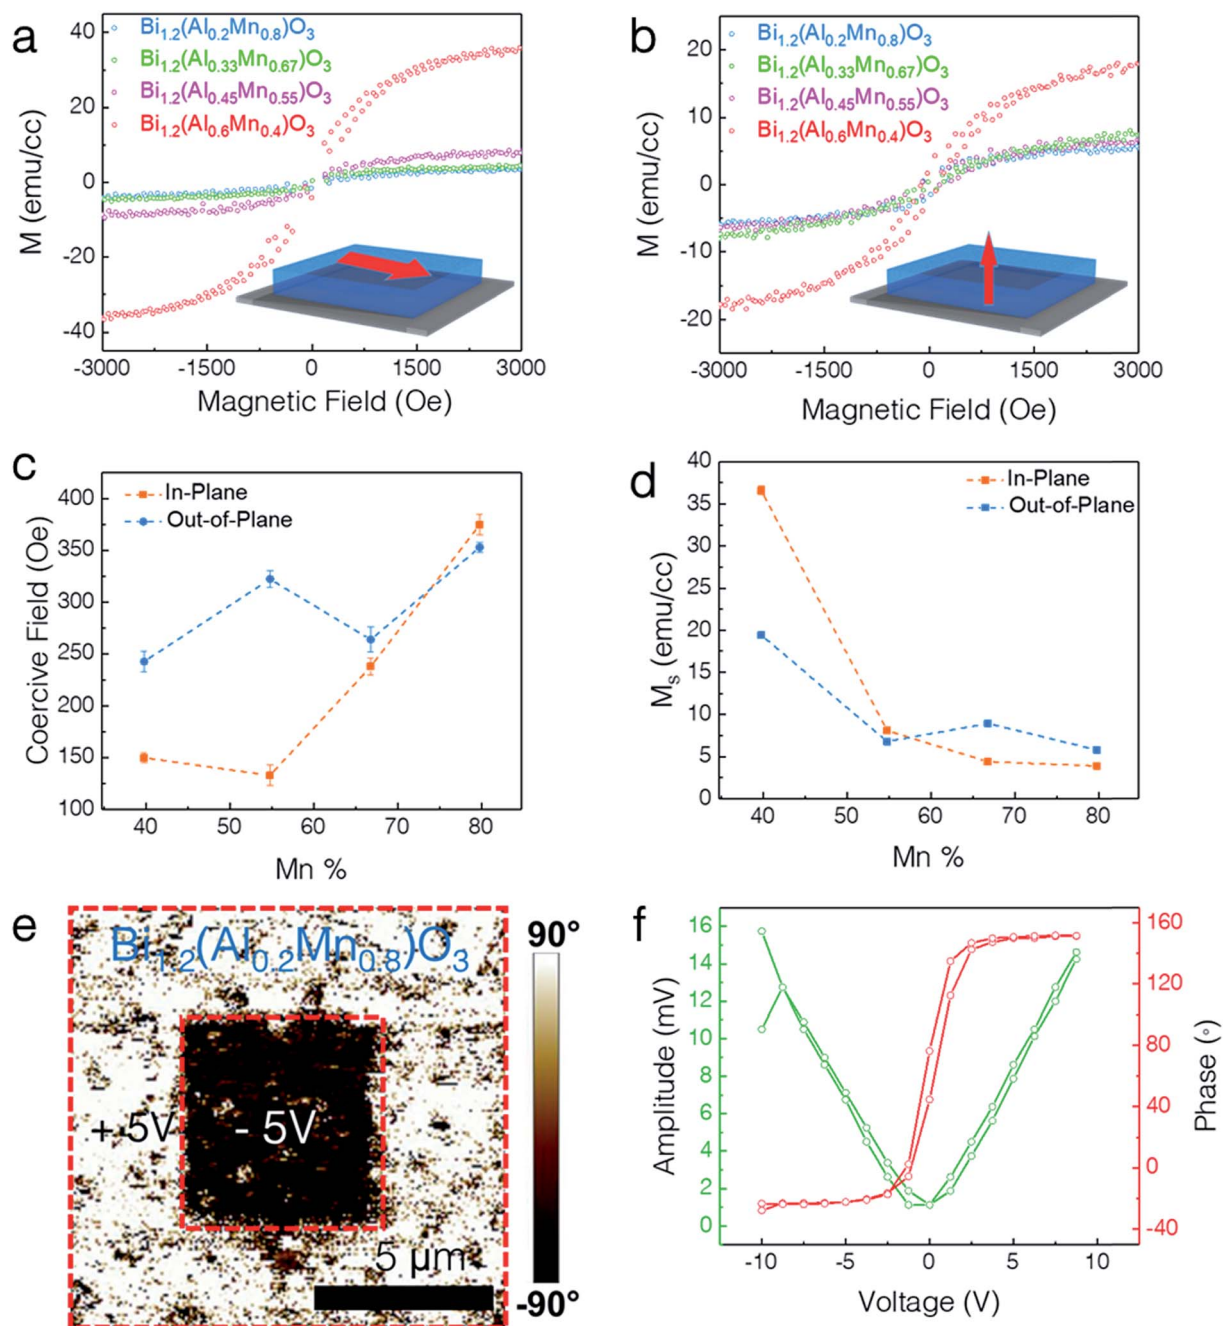 a
Bi1.2(Al0.2Mn0.8)O3
Bi1.2(Al0.33Mn0.67)O3
Bi1.2(Al0.45Mn0.55)O3
Bi1.2(Al0.6Mn0.4)O3
M (emu/cc)
40
20
0
-20
-40
-3000 -1500 0 1500 3000
Magnetic Field (Oe)
b
Bi1.2(Al0.2Mn0.8)O3
Bi1.2(Al0.33Mn0.67)O3
Bi1.2(Al0.45Mn0.55)O3
Bi1.2(Al0.6Mn0.4)O3
M (emu/cc)
20
10
0
-10
-20
-3000 -1500 0 1500 3000
Magnetic Field (Oe)
c
In-Plane
Out-of-Plane
Coercive Field (Oe)
400
350
300
250
200
150
100
40 50 60 70 80
Mn %
d
In-Plane
Out-of-Plane
Ms (emu/cc)
40
35
30
25
20
15
10
5
0
40 50 60 70 80
Mn %
e
Bi1.2(Al0.2Mn0.8)O3
+ 5V
- 5V
5 μm
90°
-90°
f
Amplitude (mV)
16
14
12
10
8
6
4
2
0
-10 -5 0 5 10
Voltage (V)
160
120
80
40
0
-40
Phase (°)